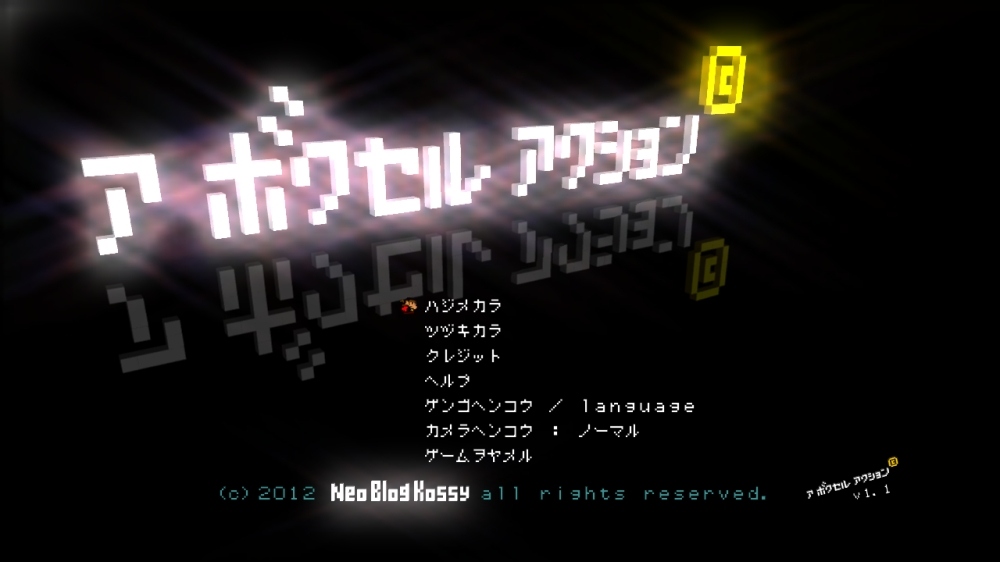 ア ボクセル アクション
ハジメカラ
ツヅキカラ
クレジット
ヘルプ
ゲンゴヘンコウ / language
カメラヘンコウ : ノーマル
ゲームヲヤメル
(c) 2012 Neo Blog Kossy all rights reserved.
ア ボクセル アクション
v1.1